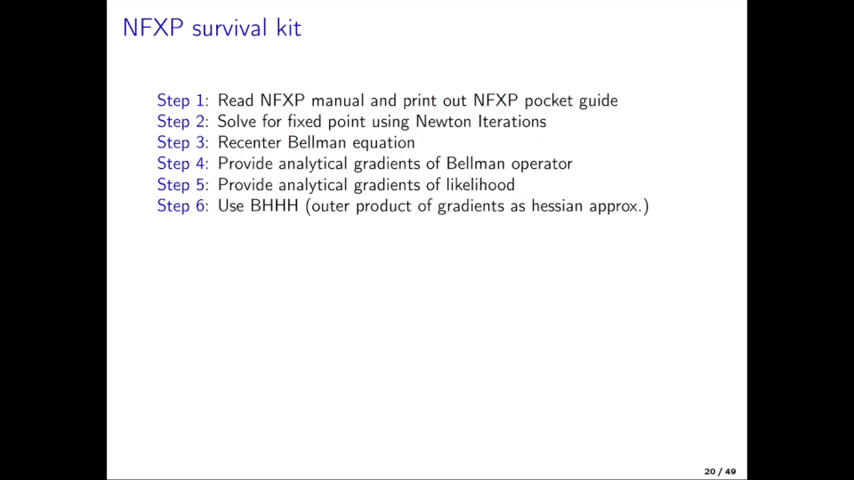 NFXP survival kit
Step 1: Read NFXP manual and print out NFXP pocket guide
Step 2: Solve for fixed point using Newton Iterations
Step 3: Recenter Bellman equation
Step 4: Provide analytical gradients of Bellman operator
Step 5: Provide analytical gradients of likelihood
Step 6: Use BHHH (outer product of gradients as hessian approx.)
20 / 49